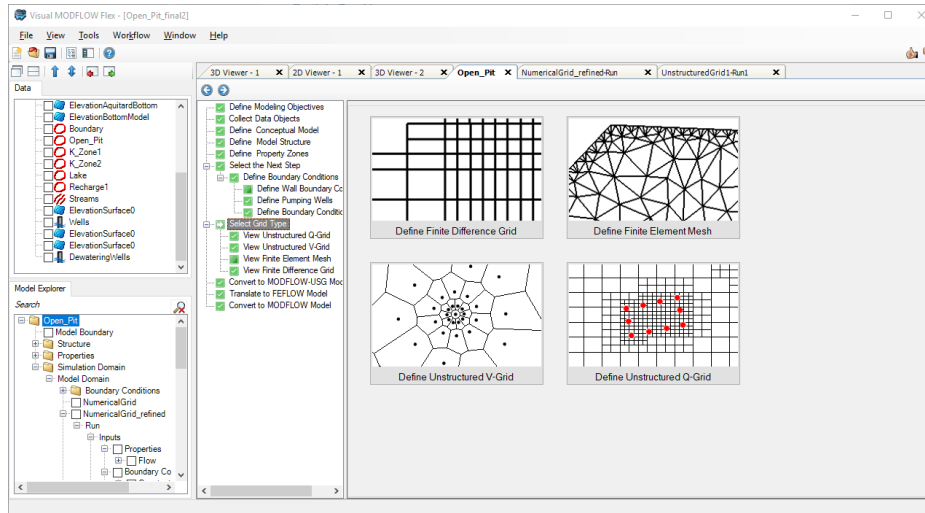 Visual MODFLOW Flex - [Open_Pit_final2]
File View Tools Workflow Window Help
Data
ElevationAquitardBottom
ElevationBottomModel
Boundary
Open_Pit
K_Zone1
K_Zone2
Lake
Recharge1
Streams
ElevationSurface0
Wells
ElevationSurface0
ElevationSurface0
DewateringWells
Model Explorer
Search
Open_Pit
Model Boundary
Structure
Properties
Simulation Domain
Model Domain
Boundary Conditions
NumericalGrid
NumericalGrid_refined
Run
Inputs
Properties
Flow
Boundary Co
3D Viewer - 1 2D Viewer - 1 3D Viewer - 2 Open_Pit NumericalGrid_refined-Run UnstructuredGrid1-Run1
Define Modeling Objectives
Collect Data Objects
Define Conceptual Model
Define Model Structure
Define Property Zones
Select the Next Step
Define Boundary Conditions
Define Wall Boundary Co
Define Pumping Wells
Define Boundary Conditic
Select Grid Type
View Unstructured Q-Grid
View Unstructured V-Grid
View Finite Element Mesh
View Finite Difference Grid
Convert to MODFLOW-USG Moc
Translate to FEFLOW Model
Convert to MODFLOW Model
Define Finite Difference Grid
Define Finite Element Mesh
Define Unstructured V-Grid
Define Unstructured Q-Grid